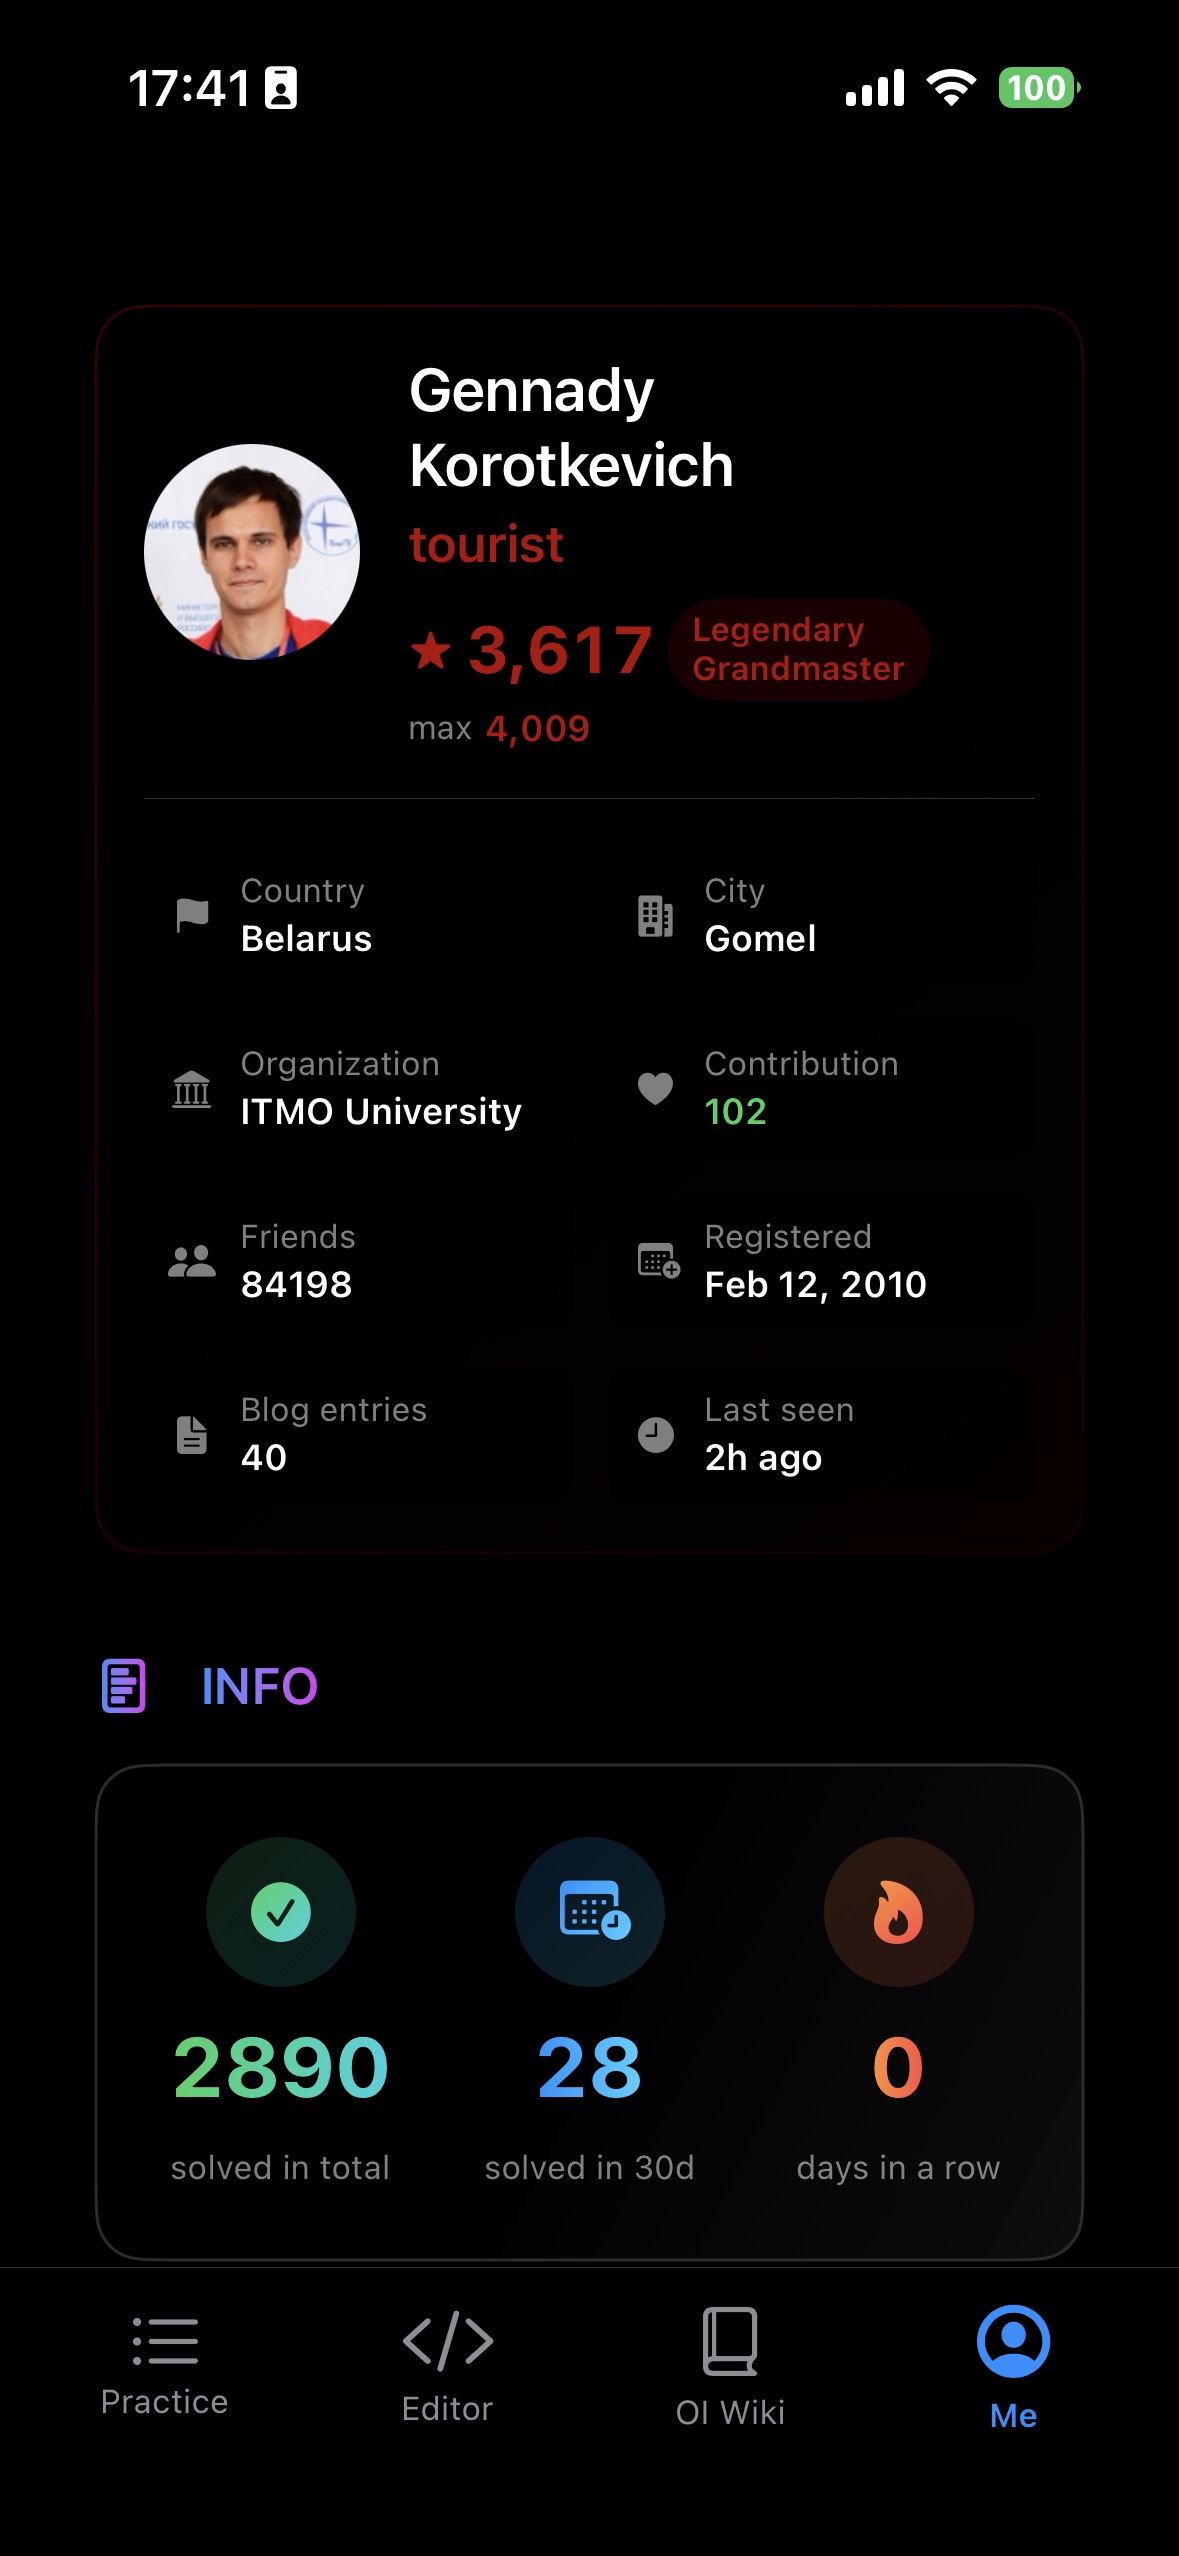 17:41
100
Gennady
Korotkevich
tourist
3,617
Legendary
Grandmaster
max 4,009
Country
Belarus
City
Gomel
Organization
ITMO University
Contribution
102
Friends
84198
Registered
Feb 12, 2010
Blog entries
40
Last seen
2h ago
INFO
2890
solved in total
28
solved in 30d
0
days in a row
Practice
Editor
OI Wiki
Me